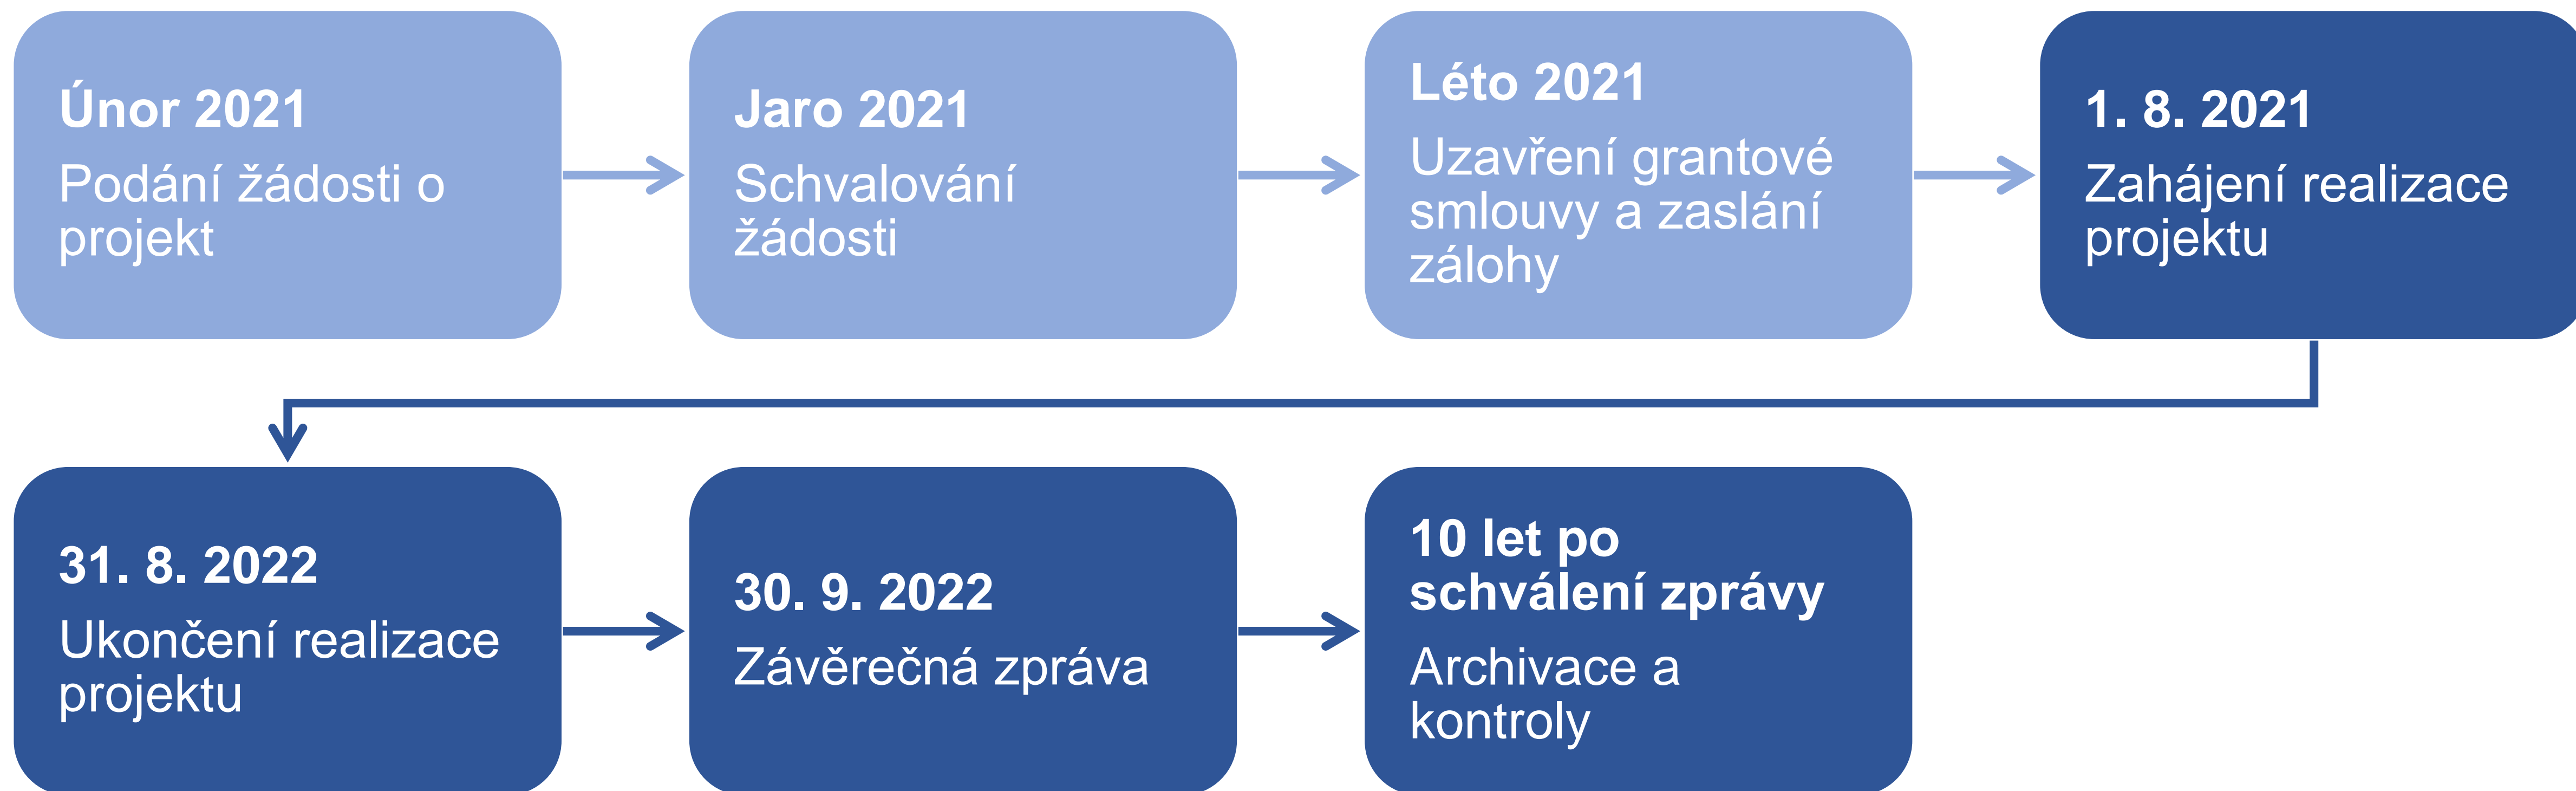 Únor 2021
Podání žádosti o
projekt
Jaro 2021
Schvalování
žádosti
Léto 2021
Uzavření grantové
smlouvy a zaslání
zálohy
1. 8. 2021
Zahájení realizace
projektu
31. 8. 2022
Ukončení realizace
projektu
30. 9. 2022
Závěrečná zpráva
10 let po
schválení zprávy
Archivace a
kontroly